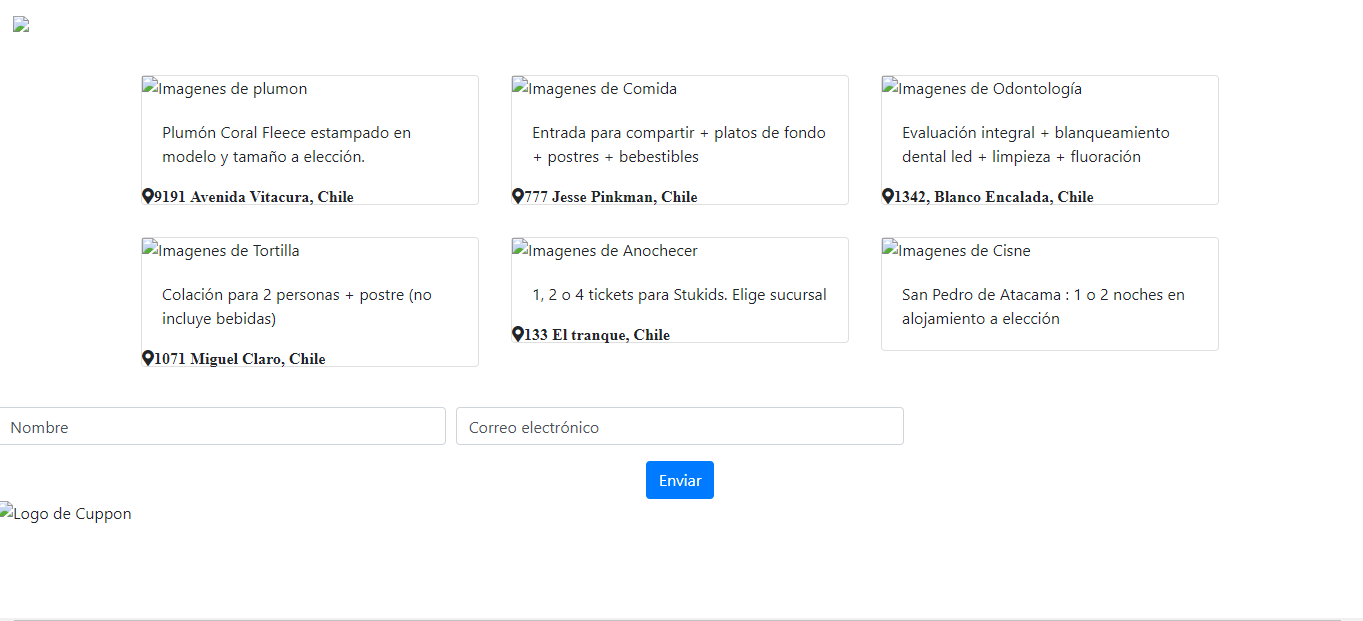 Imagenes de plumon
Plumón Coral Fleece estampado en
modelo y tamaño a elección.
9191 Avenida Vitacura, Chile
Imagenes de Comida
Entrada para compartir + platos de fondo
+ postres + bebestibles
777 Jesse Pinkman, Chile
Imagenes de Odontología
Evaluación integral + blanqueamiento
dental led + limpieza + fluoración
1342, Blanco Encalada, Chile
Imagenes de Tortilla
Colación para 2 personas + postre (no
incluye bebidas)
1071 Miguel Claro, Chile
Imagenes de Anochecer
1, 2 o 4 tickets para Stukids. Elige sucursal
133 El tranque, Chile
Imagenes de Cisne
San Pedro de Atacama : 1 o 2 noches en
alojamiento a elección
Nombre
Correo electrónico
Enviar
Logo de Cuppon